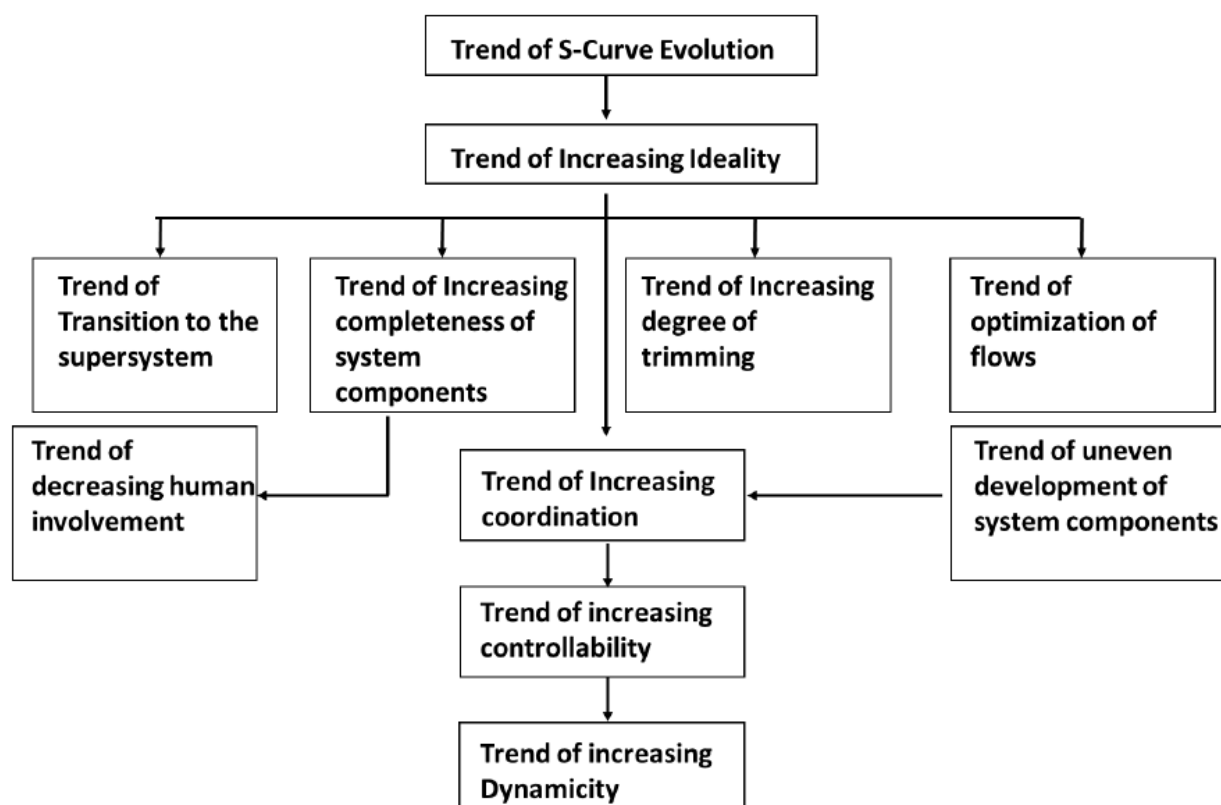 Trend of S-Curve Evolution
Trend of Increasing Ideality
Trend of
Transition to the
supersystem
Trend of Increasing
completeness of
system
components
Trend of Increasing
degree of
trimming
Trend of
optimization of
flows
Trend of
decreasing human
involvement
Trend of Increasing
coordination
Trend of uneven
development of
system components
Trend of increasing
controllability
Trend of increasing
Dynamicity